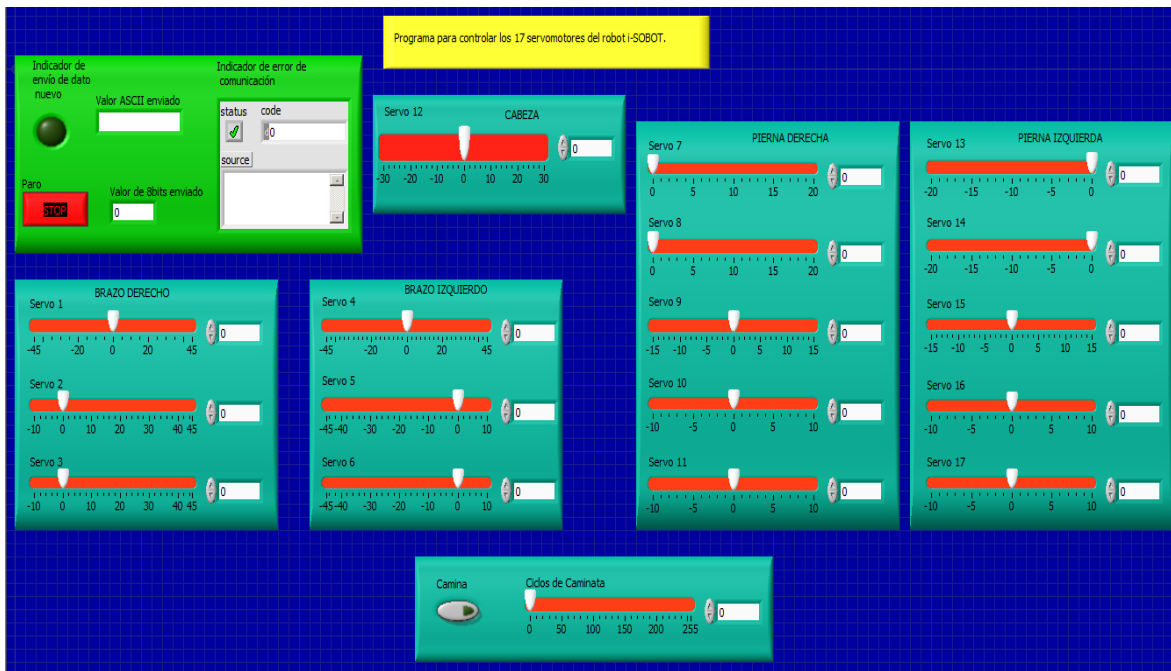 Programa para controlar los 17 servomotores del robot i-SOBOT.
Indicador de
envío de dato
nuevo
Valor ASCII enviado
Indicador de error de
comunicación
status code
0
source
Paro
STOP
Valor de 8bits enviado
0
Servo 12 CABEZA
0
-30 -20 -10 0 10 20 30
PIERNA DERECHA
Servo 7
0
0 5 10 15 20
Servo 8
0
0 5 10 15 20
Servo 9
0
-15 -10 -5 0 5 10 15
Servo 10
0
-10 -5 0 5 10
Servo 11
0
-10 -5 0 5 10
PIERNA IZQUIERDA
Servo 13
0
-20 -15 -10 -5 0
Servo 14
0
-20 -15 -10 -5 0
Servo 15
0
-15 -10 -5 0 5 10 15
Servo 16
0
-10 -5 0 5 10
Servo 17
0
-10 -5 0 5 10
BRAZO DERECHO
Servo 1
0
-45 -20 0 20 45
Servo 2
0
-10 0 10 20 30 40 45
Servo 3
0
-10 0 10 20 30 40 45
BRAZO IZQUIERDO
Servo 4
0
-45 -20 0 20 45
Servo 5
0
-45 -40 -30 -20 -10 0 10
Servo 6
0
-45 -40 -30 -20 -10 0 10
Camina
Ciclos de Caminata
0
0 50 100 150 200 255